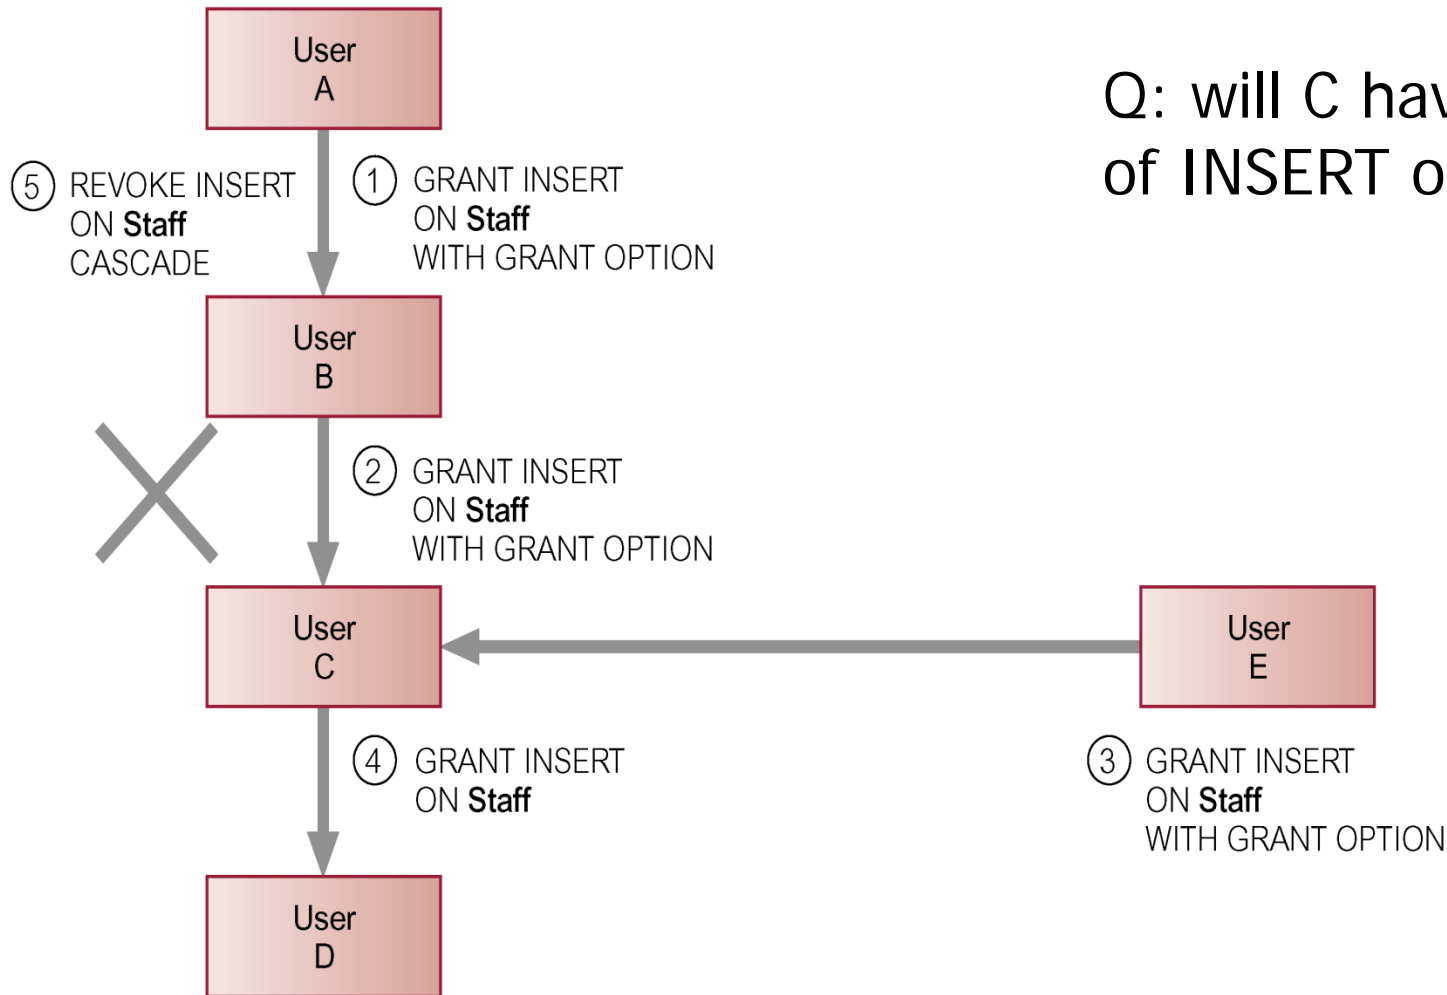 User
A
Q: will C
of INSERT
5 REVOKE INSERT
ON Staff
CASCADE
1 GRANT INSERT
ON Staff
WITH GRANT OPTION
User
B
2 GRANT INSERT
ON Staff
WITH GRANT OPTION
User
C
User
E
4 GRANT INSERT
ON Staff
3 GRANT INSERT
ON Staff
WITH GRANT OPTION
User
D